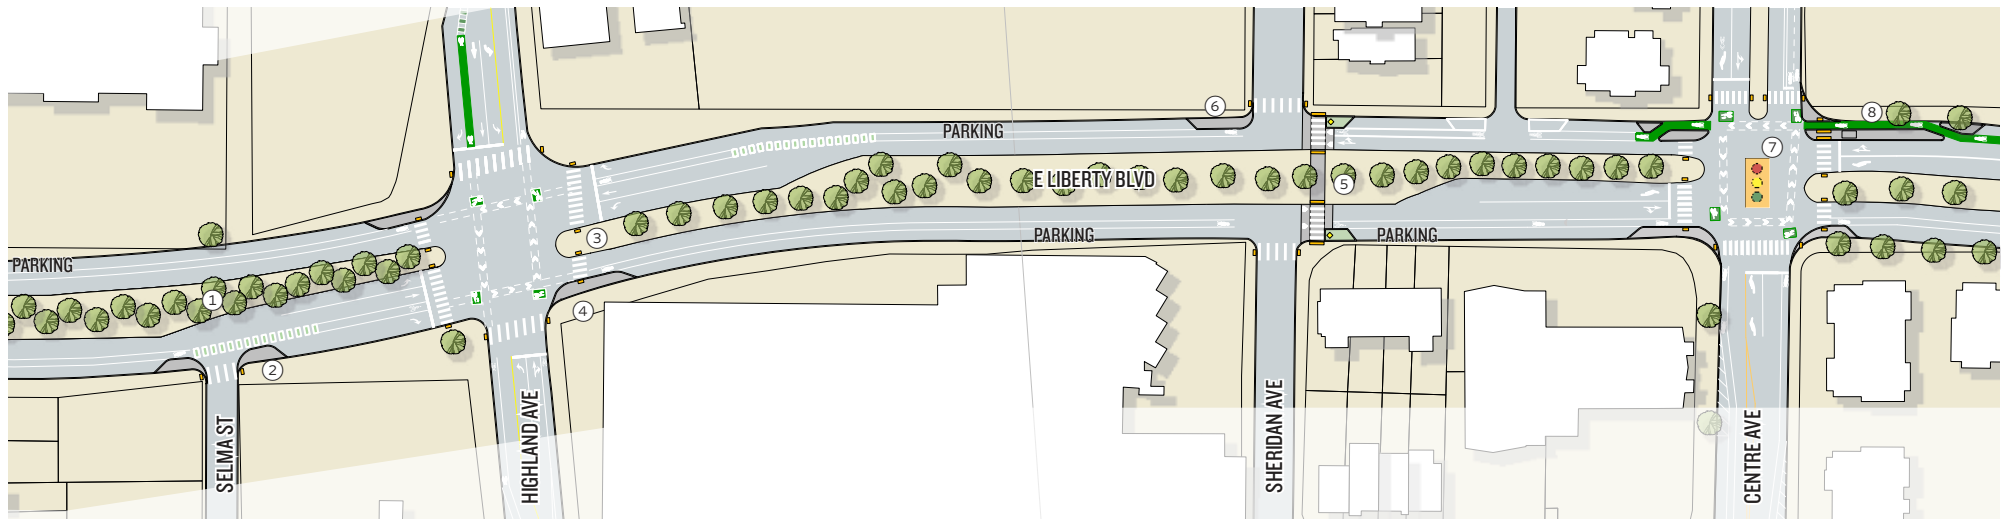 6
PARKING
8
7
E LIBERTY BLVD
5
3
PARKING
PARKING
PARKING
1
4
2
SELMA ST
HIGHLAND AVE
SHERIDAN AVE
CENTRE AVE